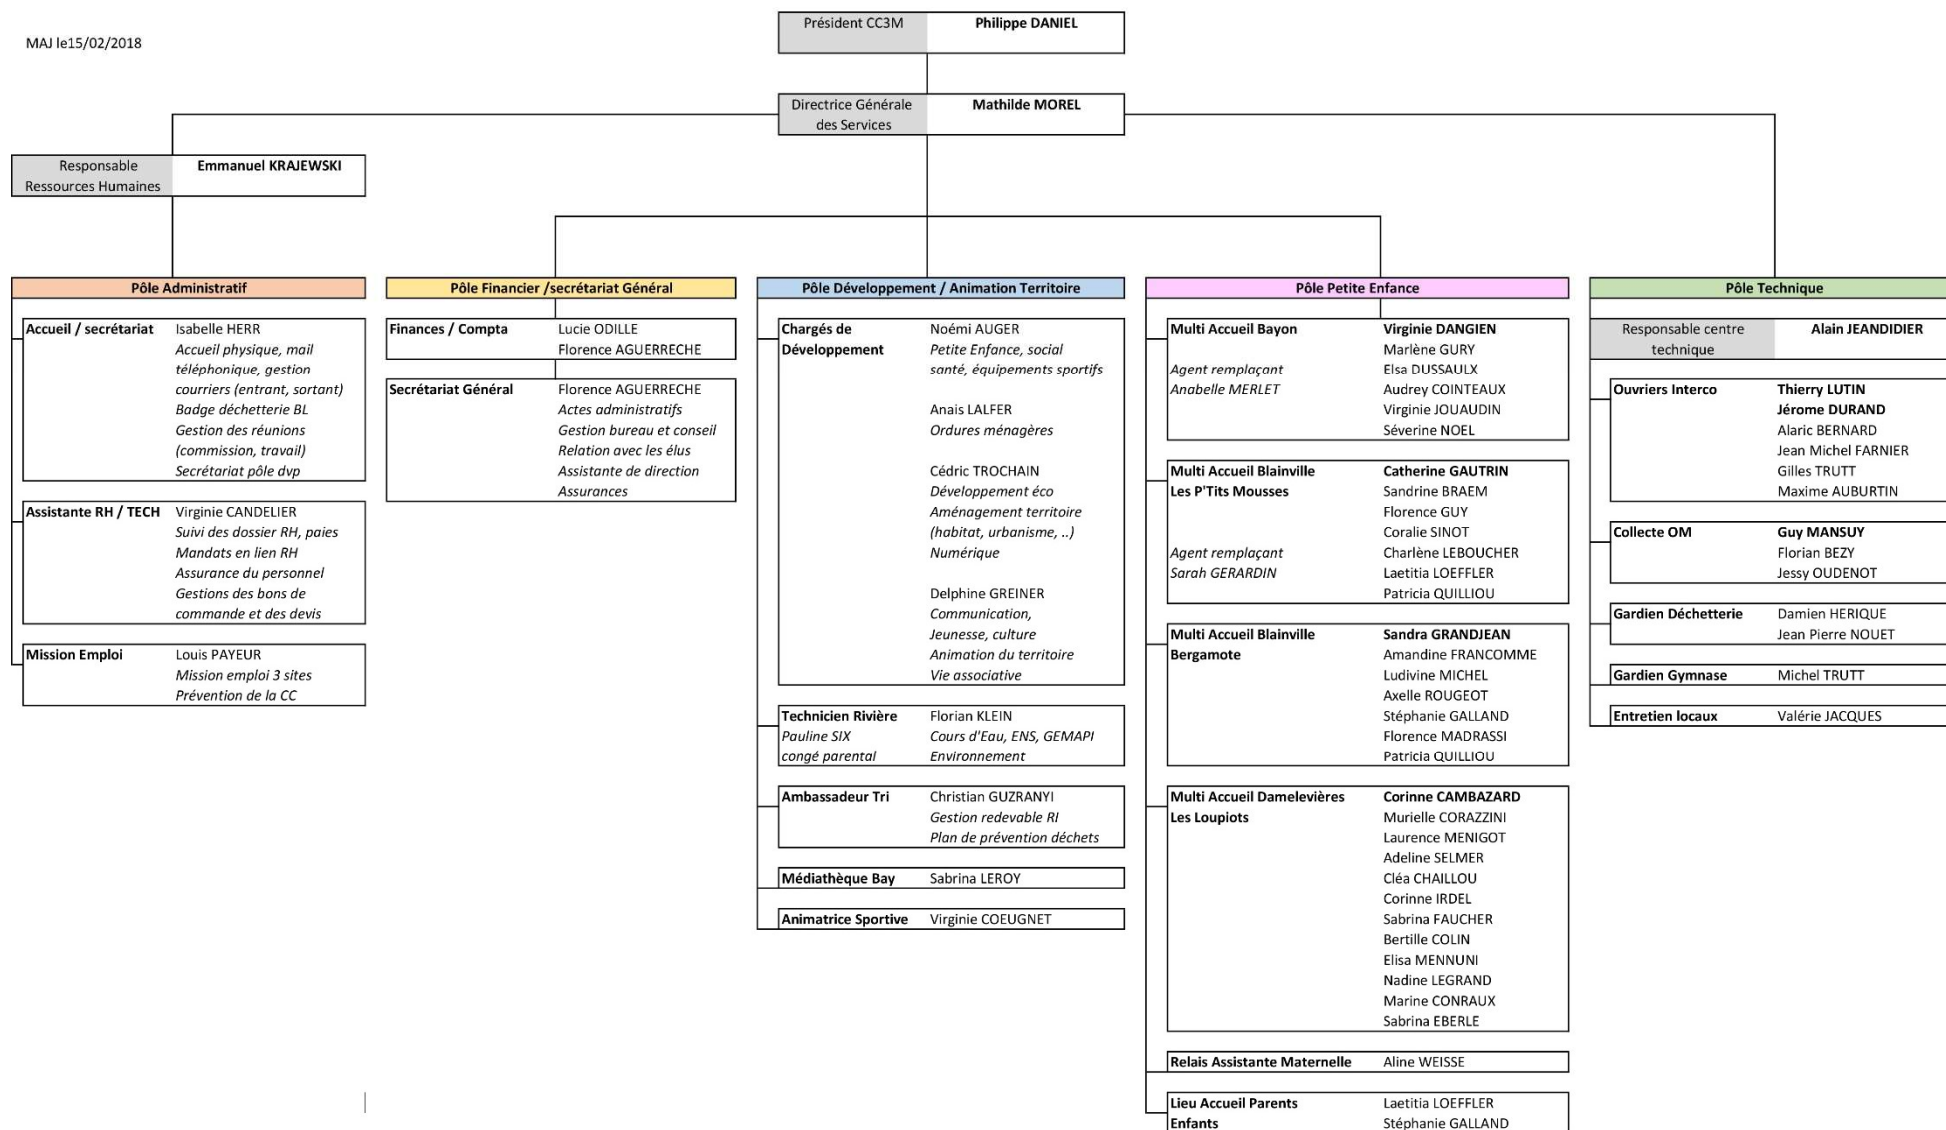 MAJ le15/02/2018
Président CC3M Philippe DANIEL
Directrice Générale des Services Mathilde MOREL
Responsable
Ressources Humaines
Emmanuel KRAJEWSKI
Pôle Administratif
Accueil / secrétariat Isabelle HERR
Accueil physique, mail
téléphonique, gestion
courriers (entrant, sortant)
Badge déchetterie BL
Gestion des réunions
(commission, travail)
Secrétariat pôle dvp
Assistante RH / TECH Virginie CANDELIER
Suivi des dossier RH, paies
Mandats en lien RH
Assurance du personnel
Gestions des bons de
commande et des devis
Mission Emploi Louis PAYEUR
Mission emploi 3 sites
Prévention de la CC
Pôle Financier /secrétariat Général
Finances / Compta Lucie ODILLE
Florence AGUERRECHE
Secrétariat Général Florence AGUERRECHE
Actes administratifs
Gestion bureau et conseil
Relation avec les élus
Assistante de direction
Assurances
Pôle Développement / Animation Territoire
Chargés de Noémi AUGER
Développement Petite Enfance, social
santé, équipements sportifs
Anais LALFER
Ordures ménagères
Cédric TROCHAIN
Développement éco
Aménagement territoire
(habitat, urbanisme, ..)
Numérique
Delphine GREINER
Communication,
Jeunesse, culture
Animation du territoire
Vie associative
Technicien Rivière Florian KLEIN
Pauline SIX Cours d'Eau, ENS, GEMAPI
congé parental Environnement
Ambassadeur Tri Christian GUZRANYI
Gestion redevable RI
Plan de prévention déchets
Médiathèque Bay Sabrina LEROY
Animatrice Sportive Virginie COEUGNET
Pôle Petite Enfance
Multi Accueil Bayon Virginie DANGIEN
Marlène GURY
Agent remplaçant Elsa DUSSAULX
Anabelle MERLET Audrey COINTEAUX
Virginie JOUAUDIN
Séverine NOEL
Multi Accueil Blainville Catherine GAUTRIN
Les P'Tits Mousses Sandrine BRAEM
Florence GUY
Coralie SINOT
Agent remplaçant Charlène LEBOUCHER
Sarah GERARDIN Laetitia LOEFFLER
Patricia QUILLIOU
Multi Accueil Blainville Sandra GRANDJEAN
Bergamote Amandine FRANCOMME
Ludivine MICHEL
Axelle ROUGEOT
Stéphanie GALLAND
Florence MADRASSI
Patricia QUILLIOU
Multi Accueil Damelevières Corinne CAMBAZARD
Les Loupiots Murielle CORAZZINI
Laurence MENIGOT
Adeline SELMER
Cléa CHAILLOU
Corinne IRDEL
Sabrina FAUCHER
Bertille COLIN
Elisa MENNUNI
Nadine LEGRAND
Marine CONRAUX
Sabrina EBERLE
Relais Assistante Maternelle Aline WEISSE
Lieu Accueil Parents Laetitia LOEFFLER
Enfants Stéphanie GALLAND
Pôle Technique
Responsable centre
technique
Alain JEANDIDIER
Ouvriers Interco Thierry LUTIN
Jérome DURAND
Alaric BERNARD
Jean Michel FARNIER
Gilles TRUTT
Maxime AUBURTIN
Collecte OM Guy MANSUY
Florian BEZY
Jessy OUDENOT
Gardien Déchetterie Damien HERIQUE
Jean Pierre NOUET
Gardien Gymnase Michel TRUTT
Entretien locaux Valérie JACQUES